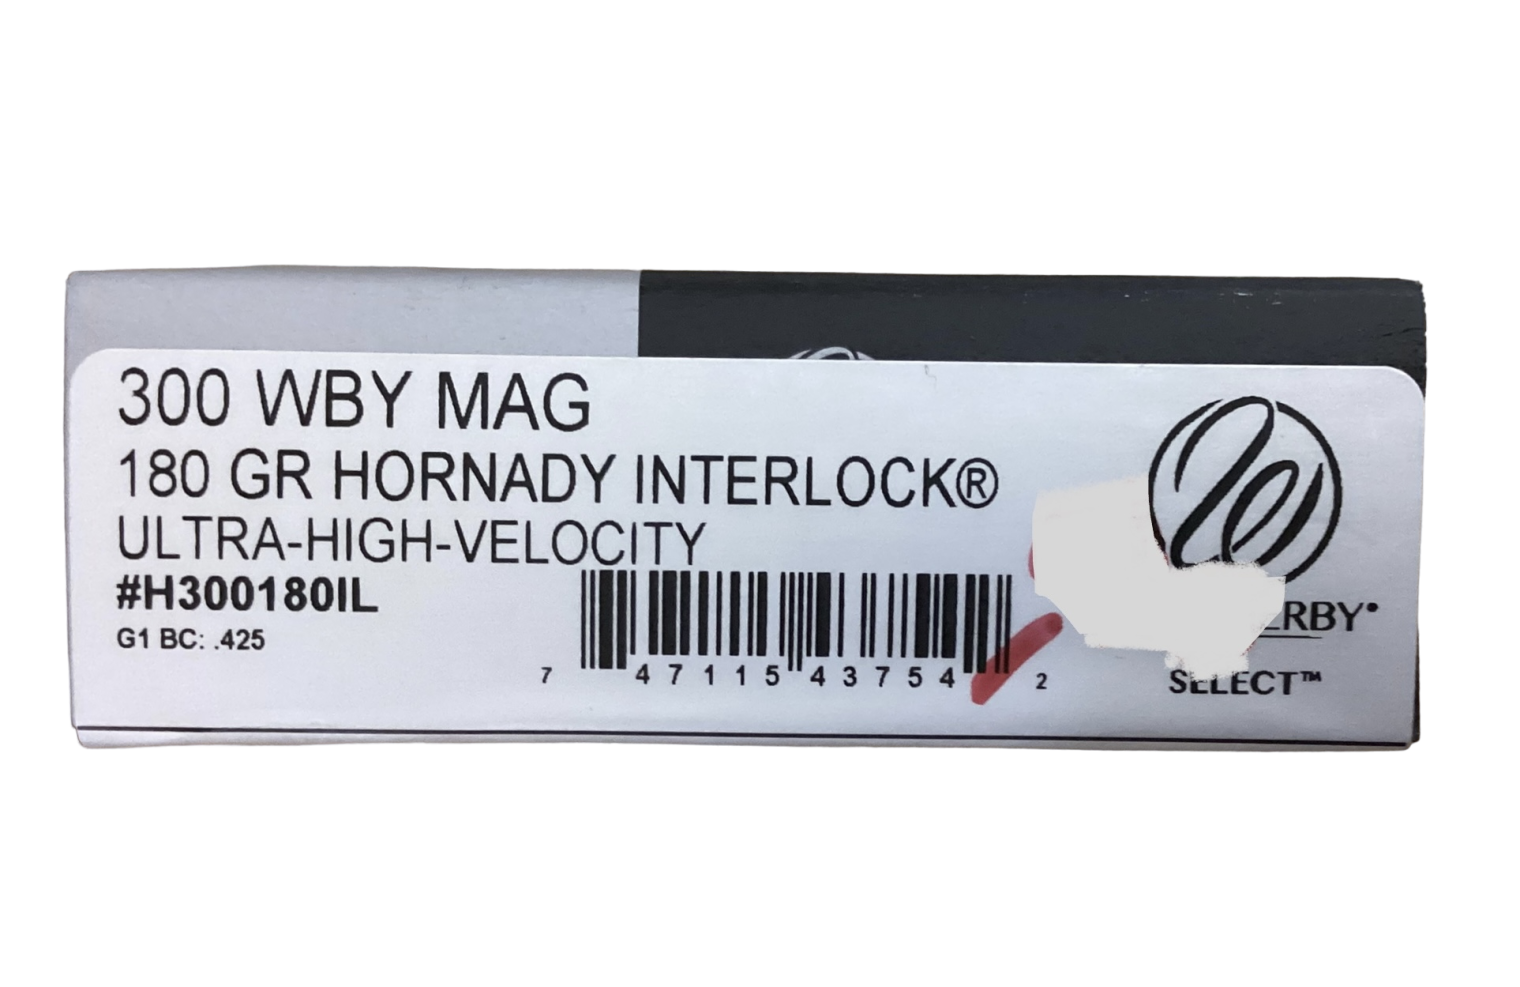 300 WBY MAG
180 GR HORNADY INTERLOCK®
ULTRA-HIGH-VELOCITY
#H300180IL
G1 BC: .425
7 47115 43754 2
SELECT™